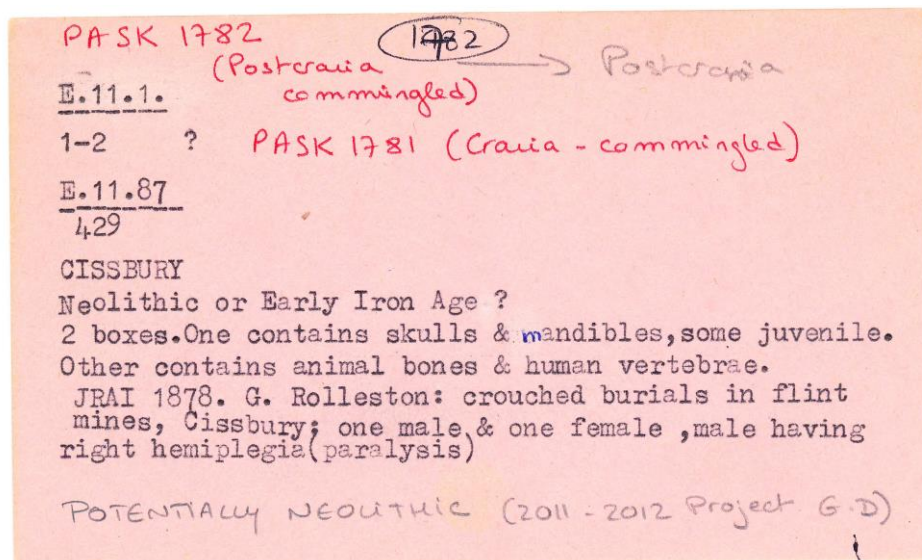 PASK 1782 1782
(Postcrania → Postcrania
E.11.1. commingled)
1-2 ? PASK 1781 (Crania - commingled)
E.11.87
429
CISSBURY
Neolithic or Early Iron Age ?
2 boxes.One contains skulls & mandibles,some juvenile.
Other contains animal bones & human vertebrae.
JRAI 1878. G. Rolleston: crouched burials in flint
mines, Cissbury; one male & one female ,male having
right hemiplegia(paralysis)
POTENTIALLY NEOLITHIC (2011-2012 Project G.D)